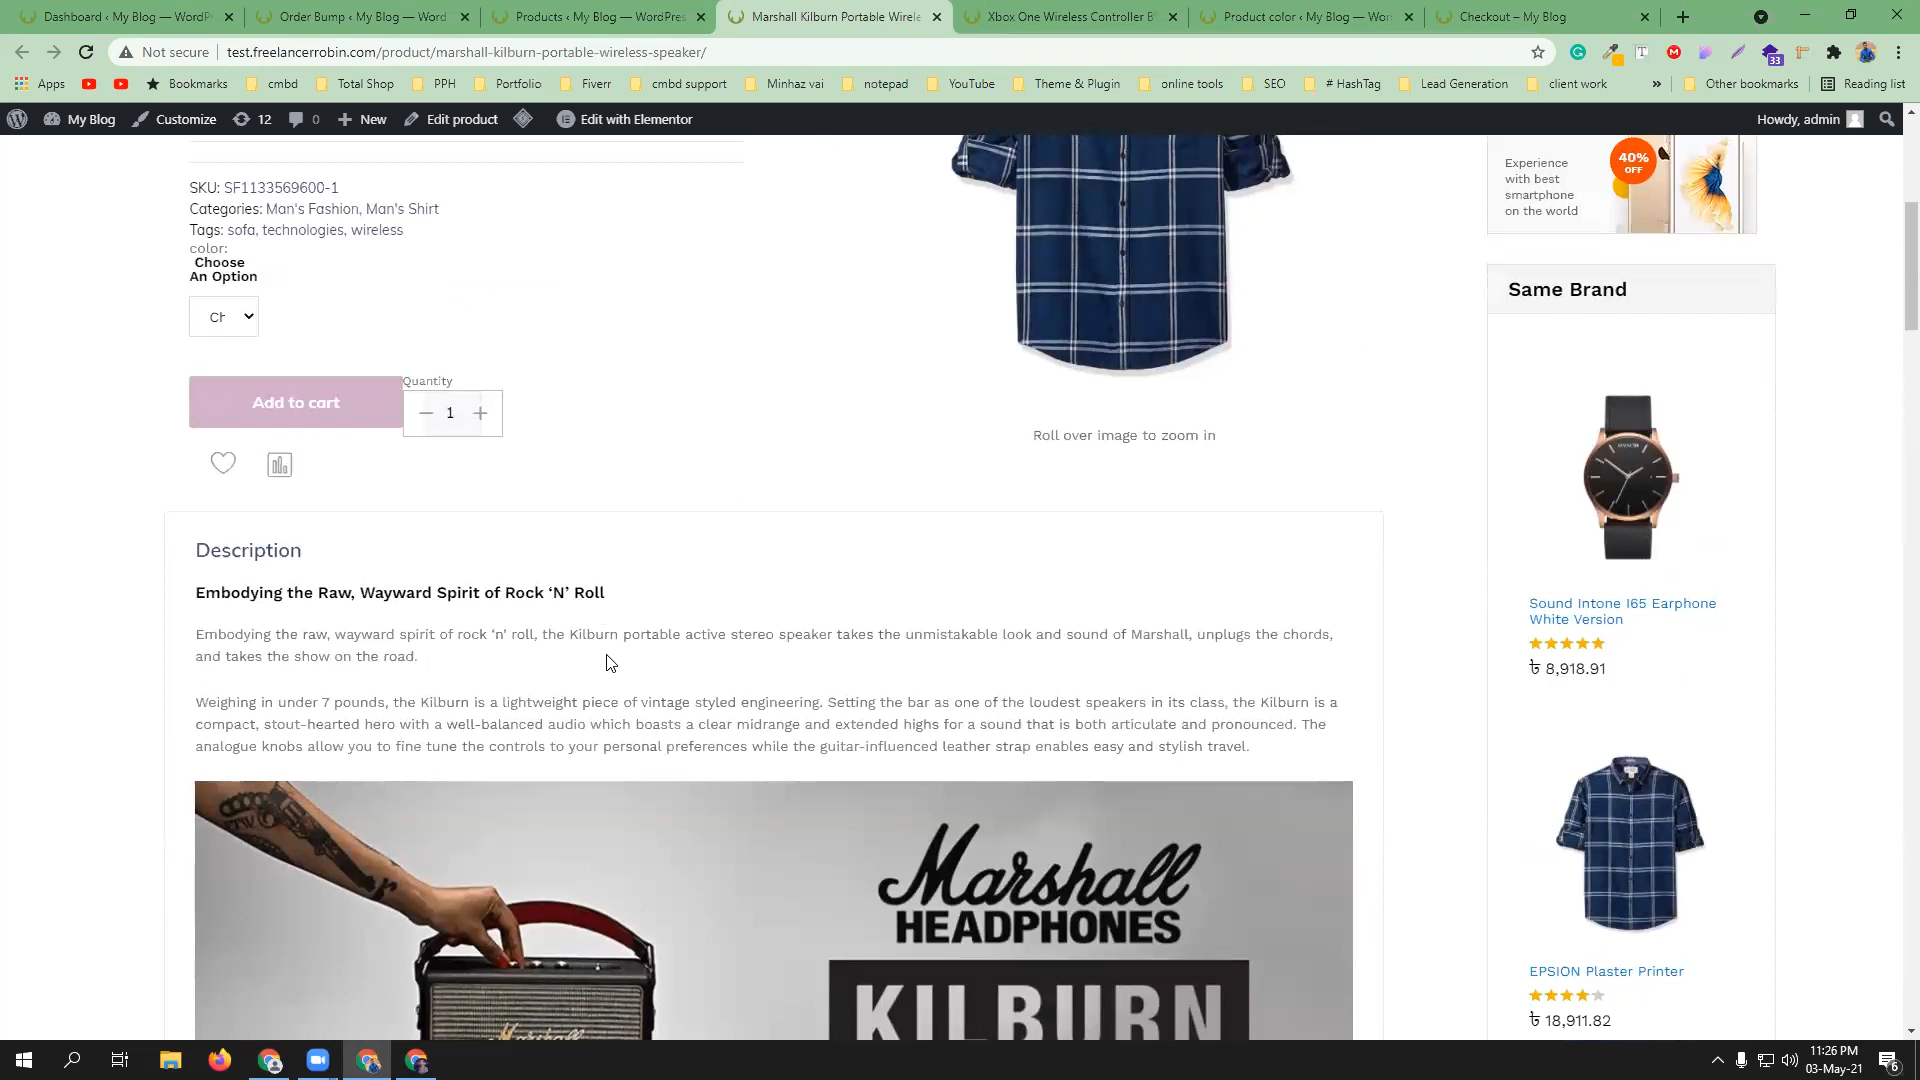 Dashboard ‹ My Blog — WordP
Order Bump ‹ My Blog — Word
Products ‹ My Blog — WordPres
Marshall Kilburn Portable Wirele
Xbox One Wireless Controller B
Product color ‹ My Blog — Wor
Checkout – My Blog
Not secure
test.freelancerrobin.com/product/marshall-kilburn-portable-wireless-speaker/
33
Apps
Bookmarks
cmbd
Total Shop
PPH
Portfolio
Fiverr
cmbd support
Minhaz vai
notepad
YouTube
Theme & Plugin
online tools
SEO
# HashTag
Lead Generation
client work
»
Other bookmarks
Reading list
My Blog
Customize
12
0
New
Edit product
Edit with Elementor
Howdy, admin
SKU: SF1133569600-1
Categories: Man's Fashion, Man's Shirt
Tags: sofa, technologies, wireless
color:
Choose
An Option
Ch
Add to cart
Quantity
1
Roll over image to zoom in
Experience
with best
smartphone
on the world
40%
OFF
Same Brand
Sound Intone I65 Earphone
White Version
৳ 8,918.91
EPSION Plaster Printer
৳ 18,911.82
Description
Embodying the Raw, Wayward Spirit of Rock ‘N’ Roll
Embodying the raw, wayward spirit of rock ‘n’ roll, the Kilburn portable active stereo speaker takes the unmistakable look and sound of Marshall, unplugs the chords,
and takes the show on the road.
Weighing in under 7 pounds, the Kilburn is a lightweight piece of vintage styled engineering. Setting the bar as one of the loudest speakers in its class, the Kilburn is a
compact, stout-hearted hero with a well-balanced audio which boasts a clear midrange and extended highs for a sound that is both articulate and pronounced. The
analogue knobs allow you to fine tune the controls to your personal preferences while the guitar-influenced leather strap enables easy and stylish travel.
Marshall
HEADPHONES
KILBURN
Marshall
11:26 PM
03-May-21
6